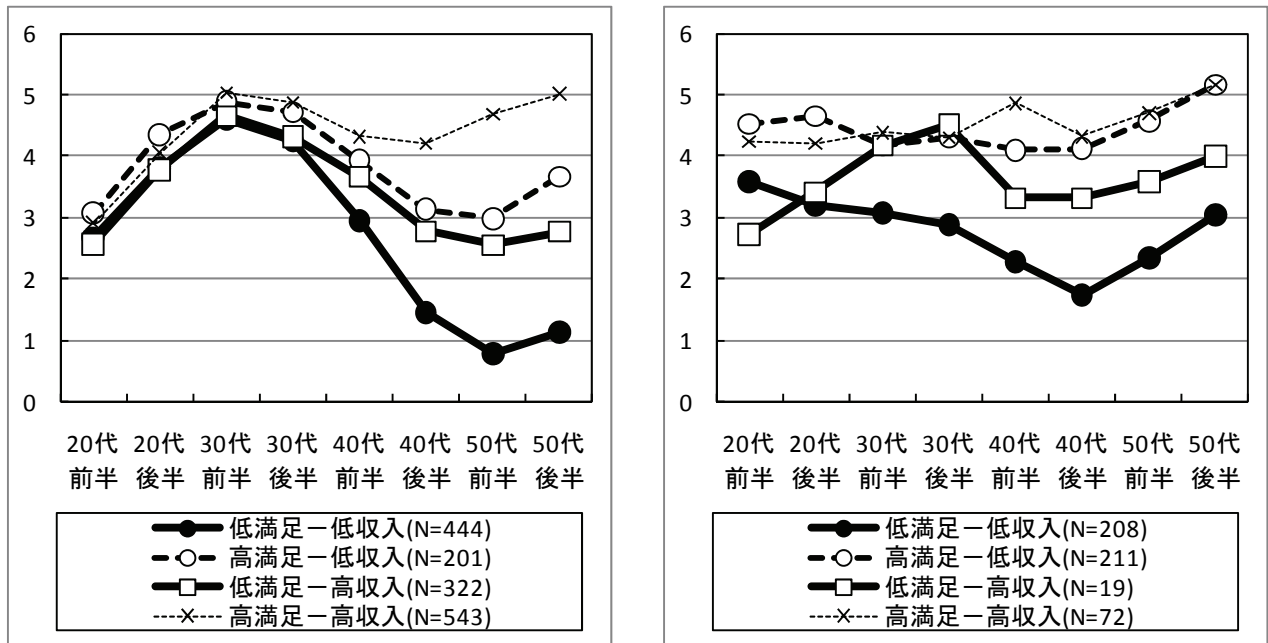 6
5
4
3
2
1
0
20代 20代 30代 30代 40代 40代 50代 50代
前半 後半 前半 後半 前半 後半 前半 後半
低満足－低収入(N=444)
高満足－低収入(N=201)
低満足－高収入(N=322)
高満足－高収入(N=543)
6
5
4
3
2
1
0
20代 20代 30代 30代 40代 40代 50代 50代
前半 後半 前半 後半 前半 後半 前半 後半
低満足－低収入(N=208)
高満足－低収入(N=211)
低満足－高収入(N=19)
高満足－高収入(N=72)